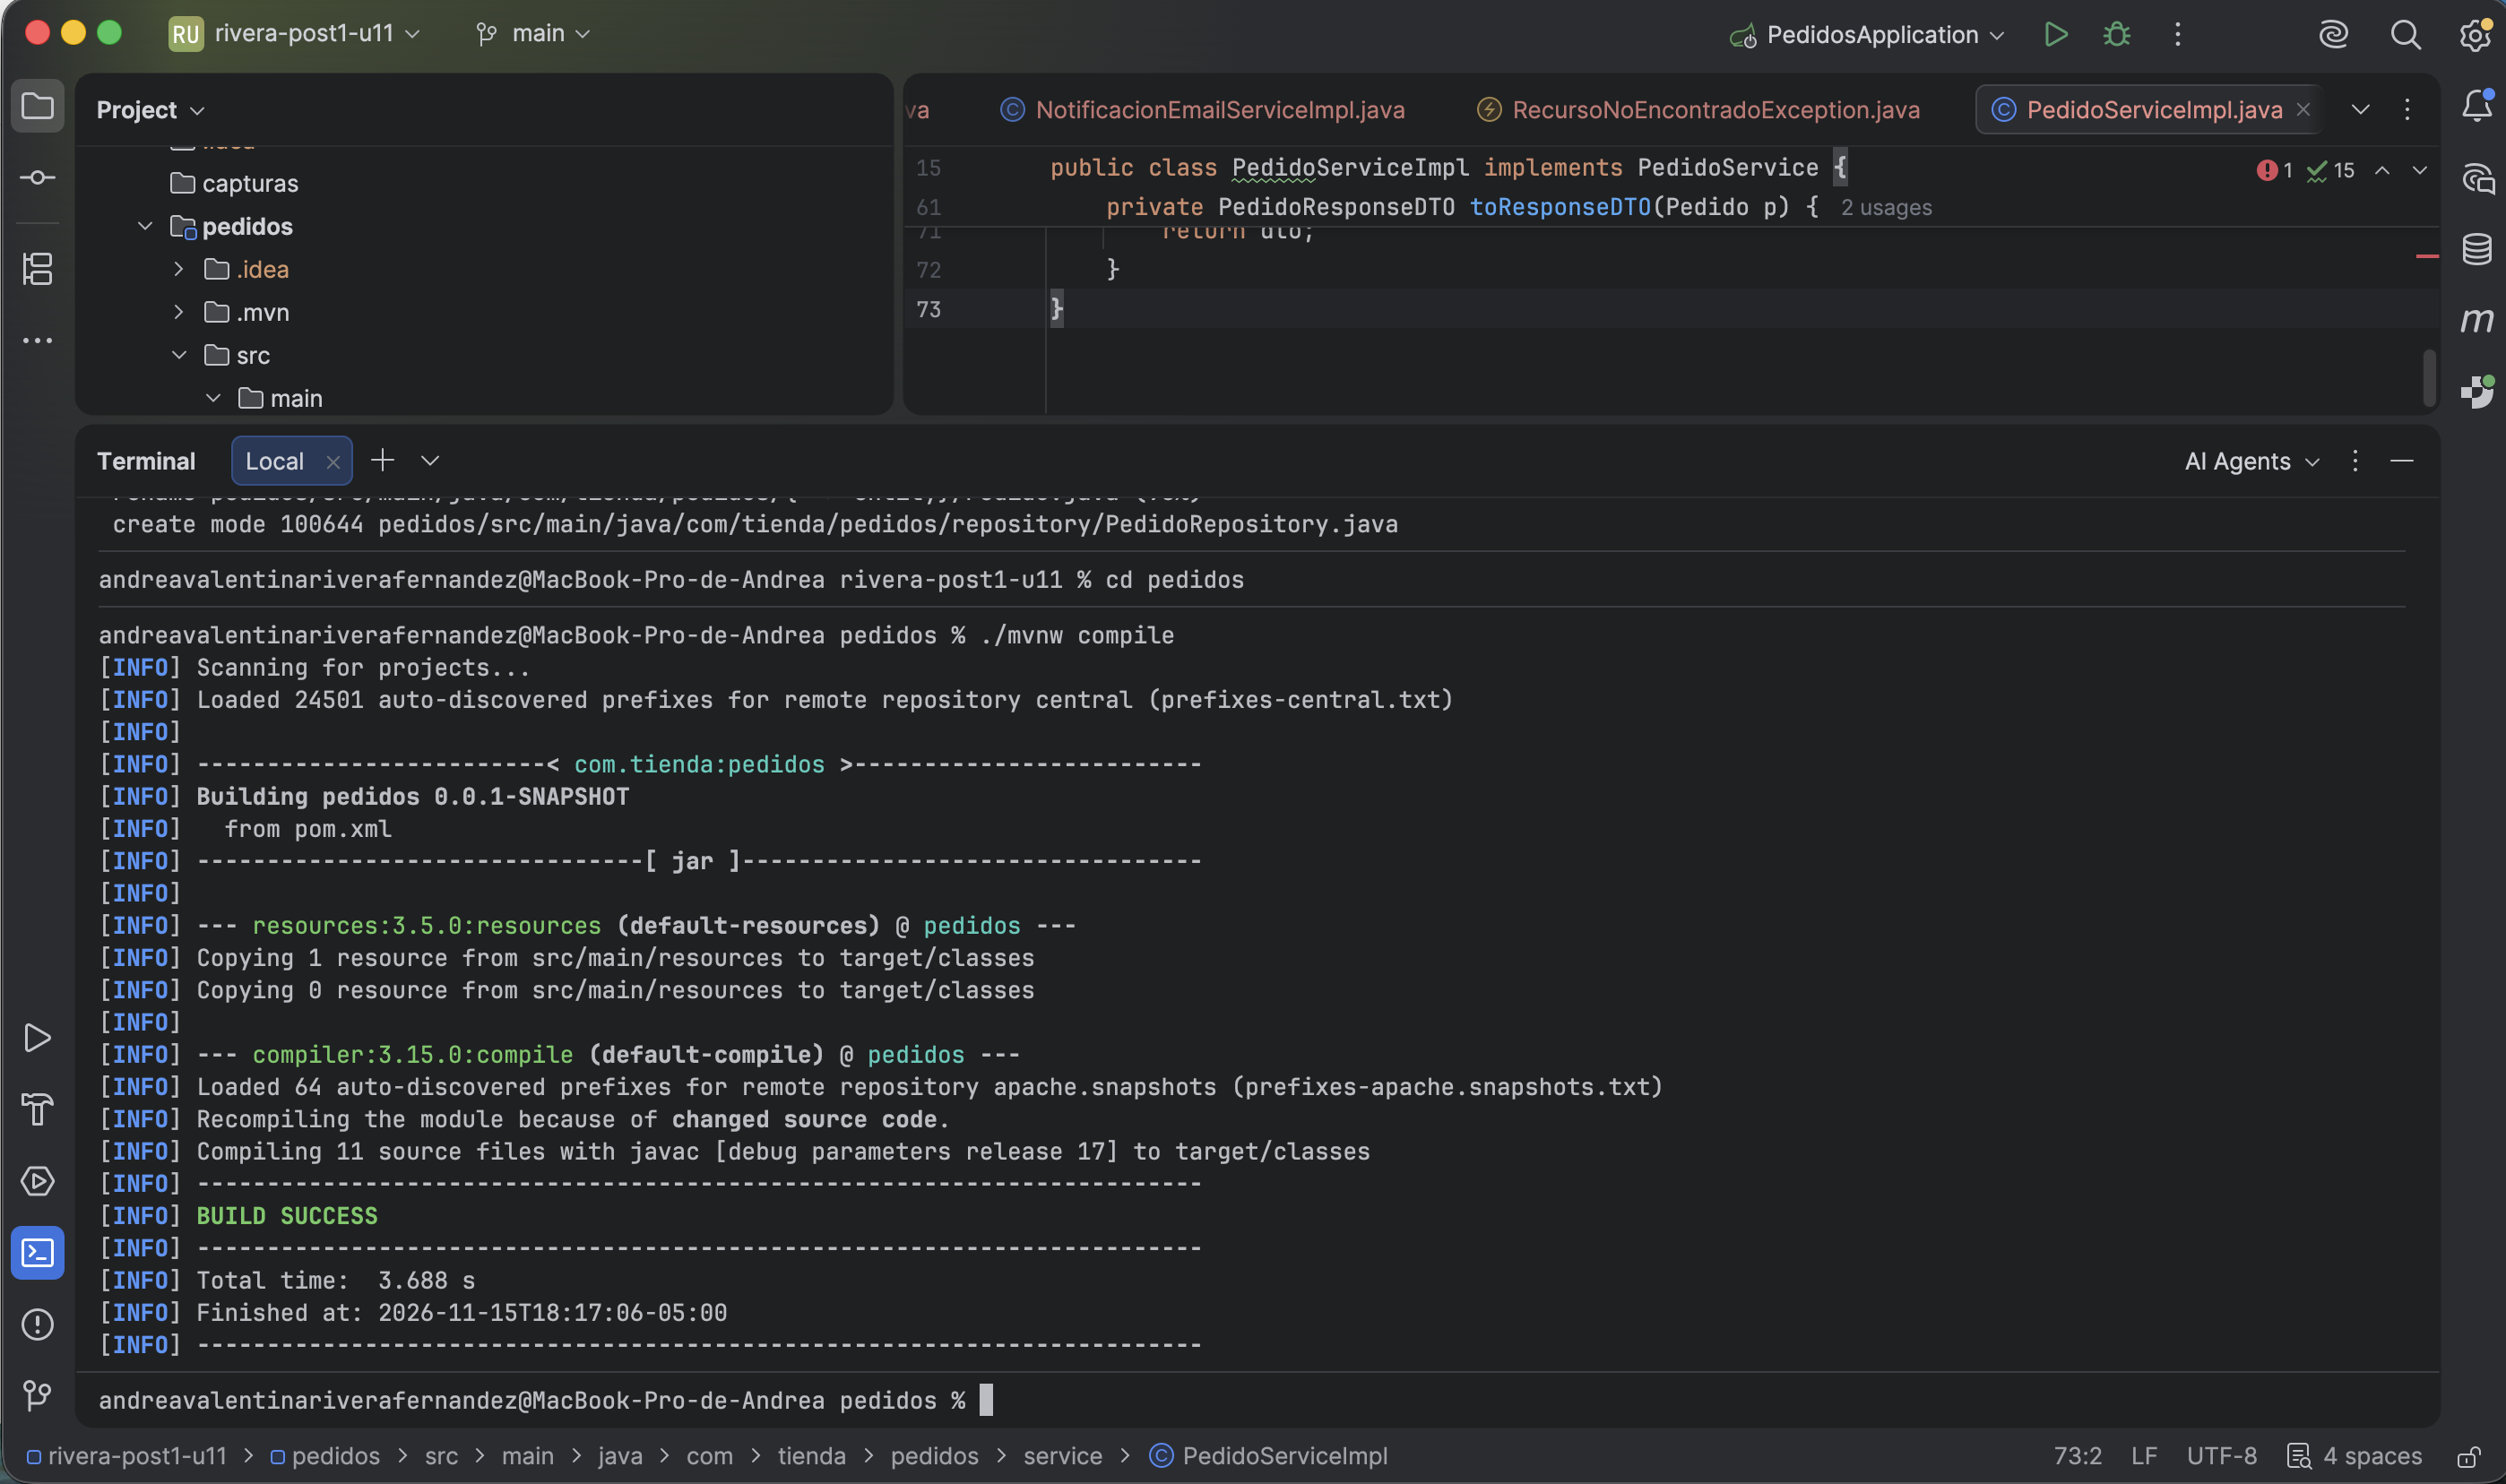 RU rivera-post1-u11 main PedidosApplication
Project
va NotificacionEmailServiceImpl.java RecursoNoEncontradoException.java PedidoServiceImpl.java
.idea
capturas
pedidos
.idea
.mvn
src
main
15 public class PedidoServiceImpl implements PedidoService {
1 15
61 private PedidoResponseDTO toResponseDTO(Pedido p) { 2 usages
71 return dto;
72 }
73 }
m
Terminal Local AI Agents
create mode 100644 pedidos/src/main/java/com/tienda/pedidos/repository/PedidoRepository.java
andreavalentinariverafernandez@MacBook-Pro-de-Andrea rivera-post1-u11 % cd pedidos
andreavalentinariverafernandez@MacBook-Pro-de-Andrea pedidos % ./mvnw compile
[INFO] Scanning for projects...
[INFO] Loaded 24501 auto-discovered prefixes for remote repository central (prefixes-central.txt)
[INFO]
[INFO] -------------------------< com.tienda:pedidos >-------------------------
[INFO] Building pedidos 0.0.1-SNAPSHOT
[INFO]   from pom.xml
[INFO] --------------------------------[ jar ]---------------------------------
[INFO]
[INFO] --- resources:3.5.0:resources (default-resources) @ pedidos ---
[INFO] Copying 1 resource from src/main/resources to target/classes
[INFO] Copying 0 resource from src/main/resources to target/classes
[INFO]
[INFO] --- compiler:3.15.0:compile (default-compile) @ pedidos ---
[INFO] Loaded 64 auto-discovered prefixes for remote repository apache.snapshots (prefixes-apache.snapshots.txt)
[INFO] Recompiling the module because of changed source code.
[INFO] Compiling 11 source files with javac [debug parameters release 17] to target/classes
[INFO] ------------------------------------------------------------------------
[INFO] BUILD SUCCESS
[INFO] ------------------------------------------------------------------------
[INFO] Total time:  3.688 s
[INFO] Finished at: 2026-11-15T18:17:06-05:00
[INFO] ------------------------------------------------------------------------
andreavalentinariverafernandez@MacBook-Pro-de-Andrea pedidos %
rivera-post1-u11 > pedidos > src > main > java > com > tienda > pedidos > service > PedidoServiceImpl 73:2 LF UTF-8 4 spaces